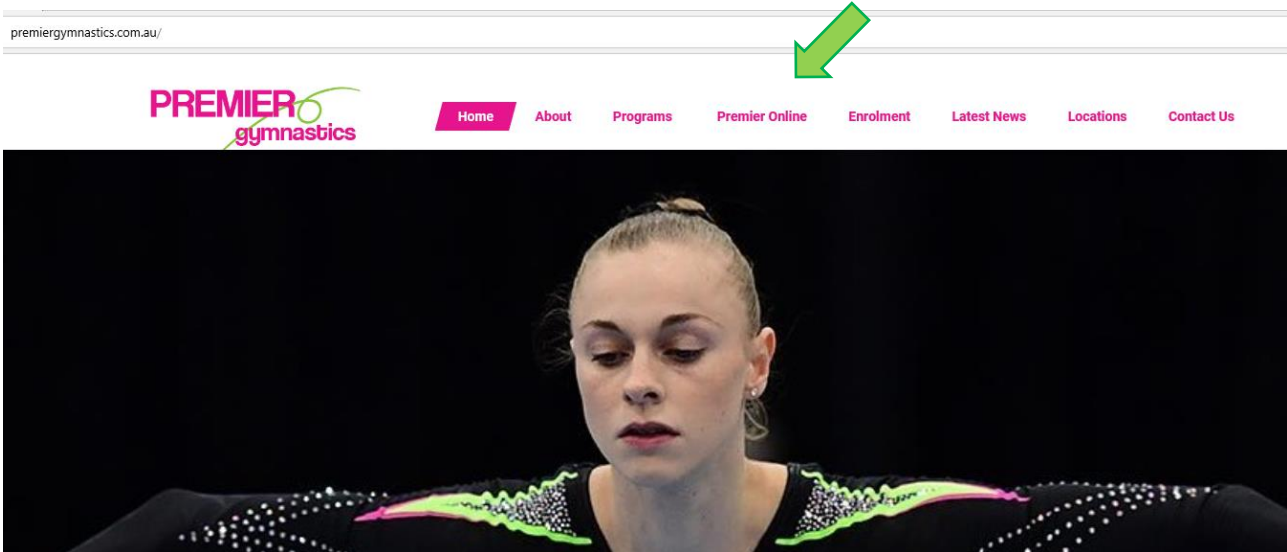 premiergymnastics.com.au/
PREMIER
gymnastics
Home About Programs Premier Online Enrolment Latest News Locations Contact Us